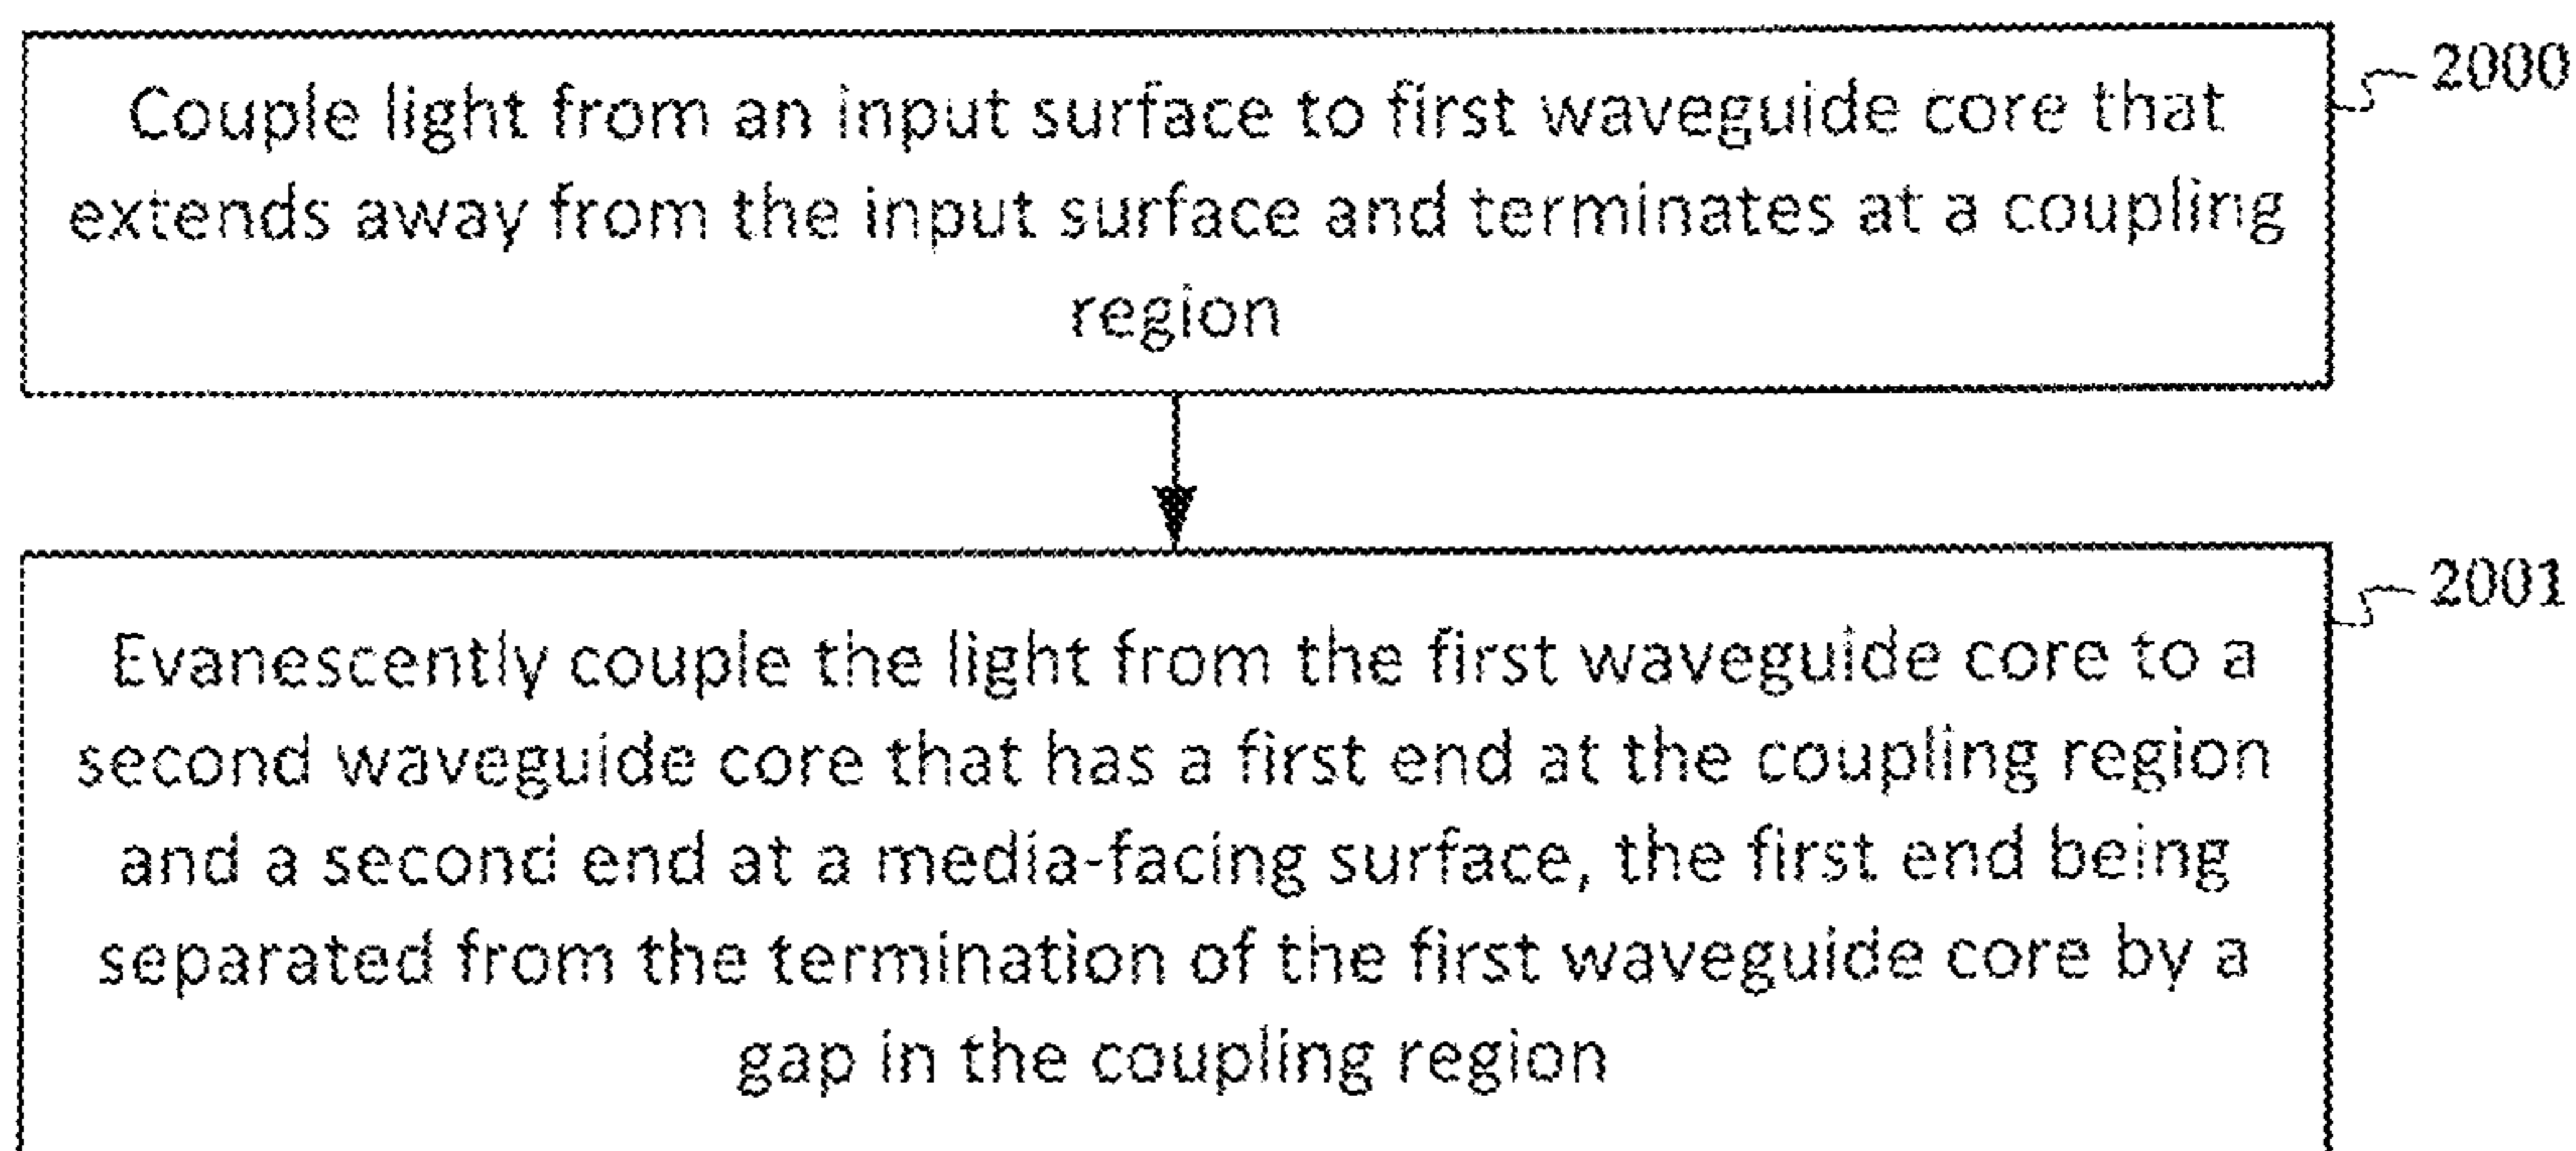 Couple light from an input surface to first waveguide core that
extends away from the input surface and terminates at a coupling
region
2000
Evanescently couple the light from the first waveguide core to a
second waveguide core that has a first end at the coupling region
and a second end at a media-facing surface, the first end being
separated from the termination of the first waveguide core by a
gap in the coupling region
2001